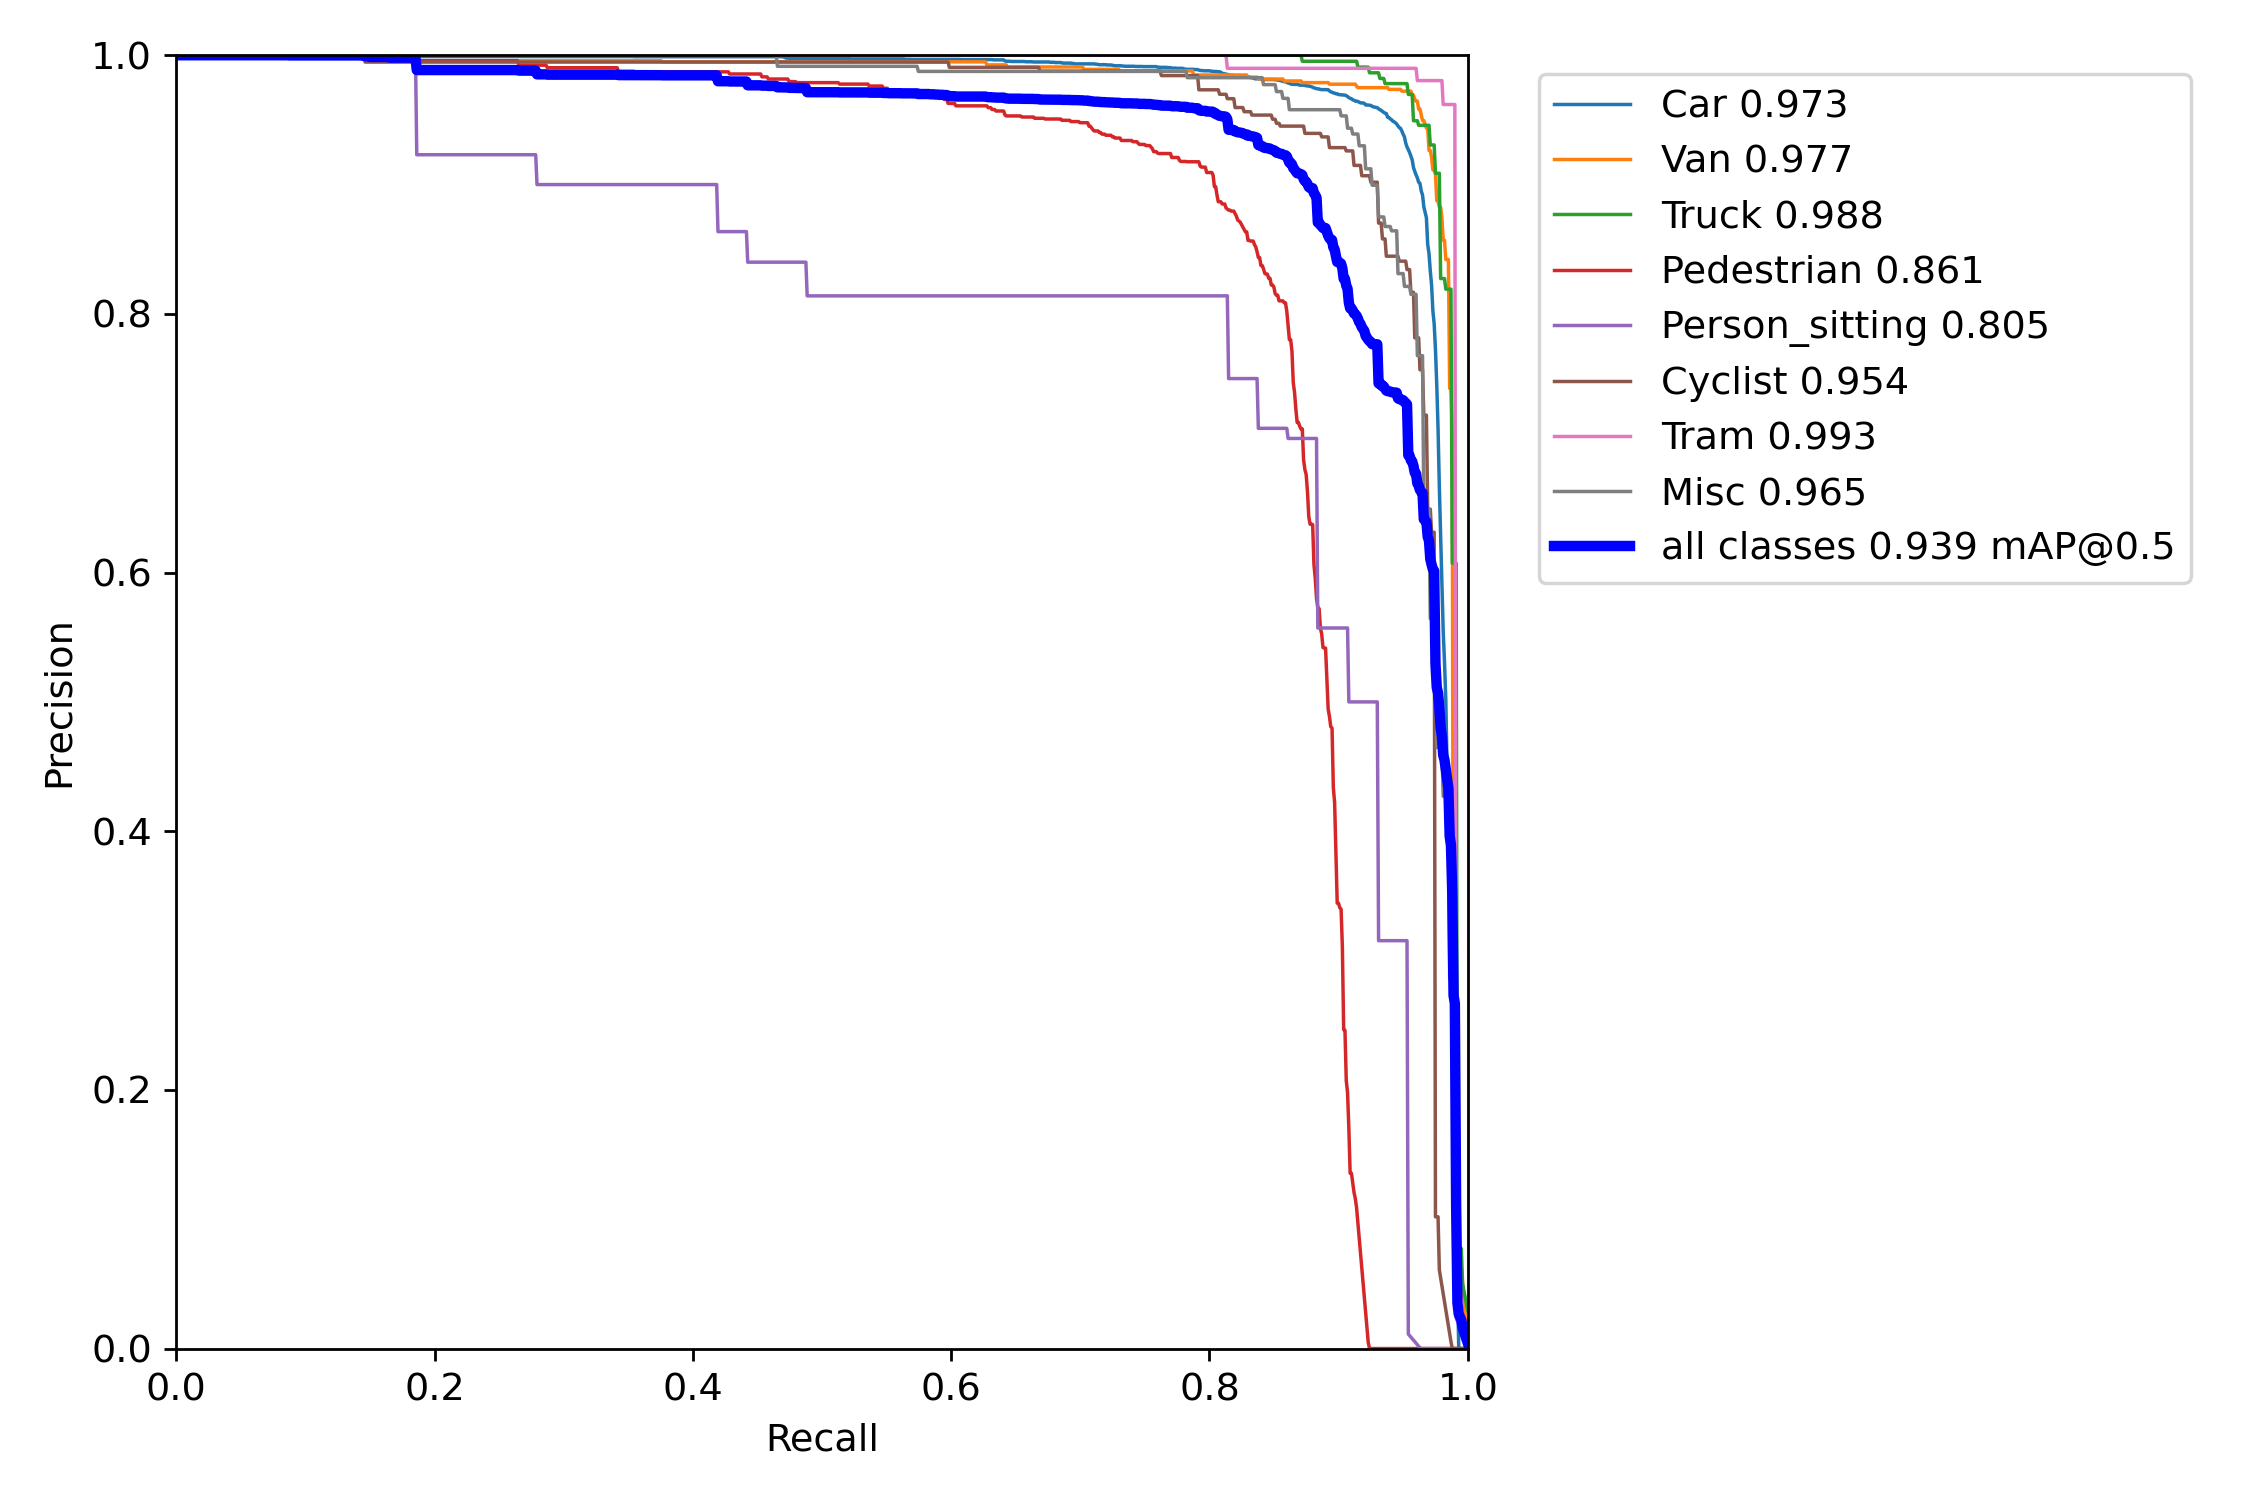 1.0
0.8
0.6
0.4
0.2
0.0
Precision
0.0 0.2 0.4 0.6 0.8 1.0
Recall
Car 0.973
Van 0.977
Truck 0.988
Pedestrian 0.861
Person_sitting 0.805
Cyclist 0.954
Tram 0.993
Misc 0.965
all classes 0.939 mAP@0.5